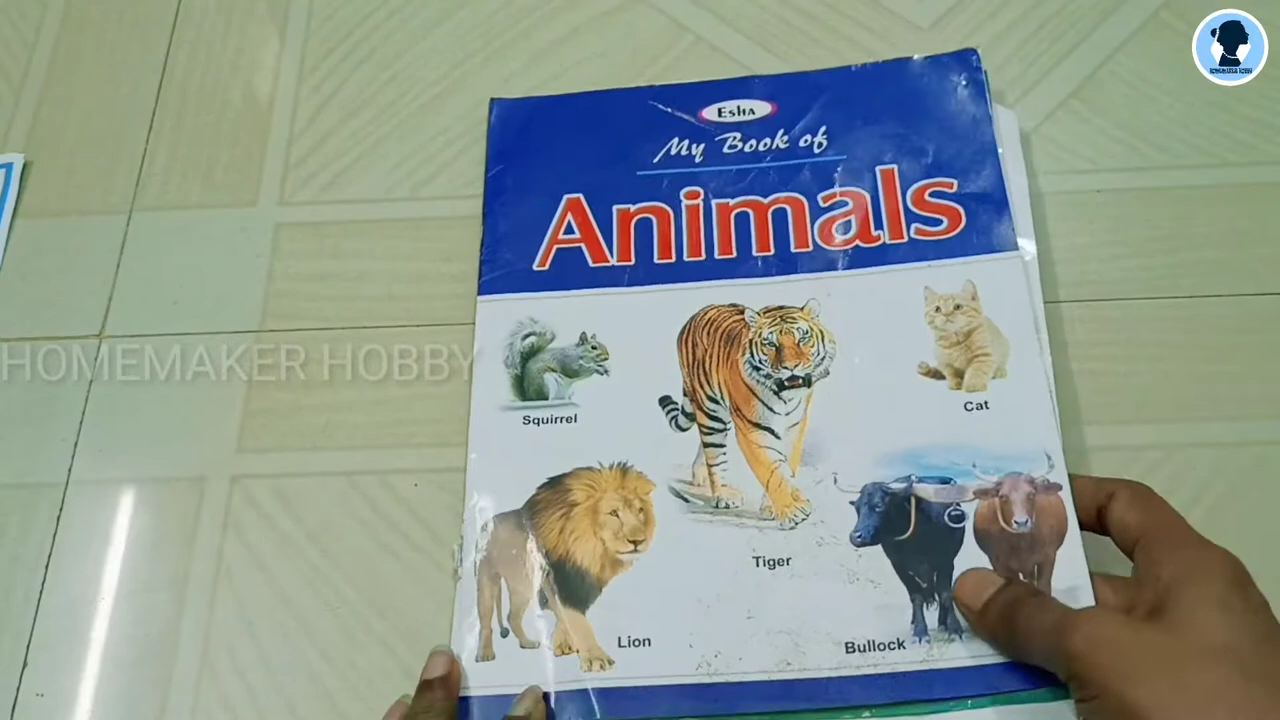 Esha
My Book of
Animals
HOMEMAKER HOBBY
Squirrel
Cat
Tiger
Lion
Bullock